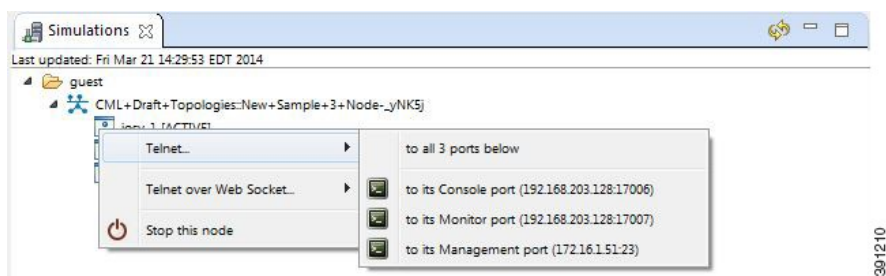 Simulations
Last updated: Fri Mar 21 14:29:53 EDT 2014
guest
CML+Draft+Topologies::New+Sample+3+Node-_yNK5j
[ACTIVE]
Telnet...
to all 3 ports below
Telnet over Web Socket...
to its Console port (192.168.203.128:17006)
to its Monitor port (192.168.203.128:17007)
Stop this node
to its Management port (172.16.1.51:23)
391210